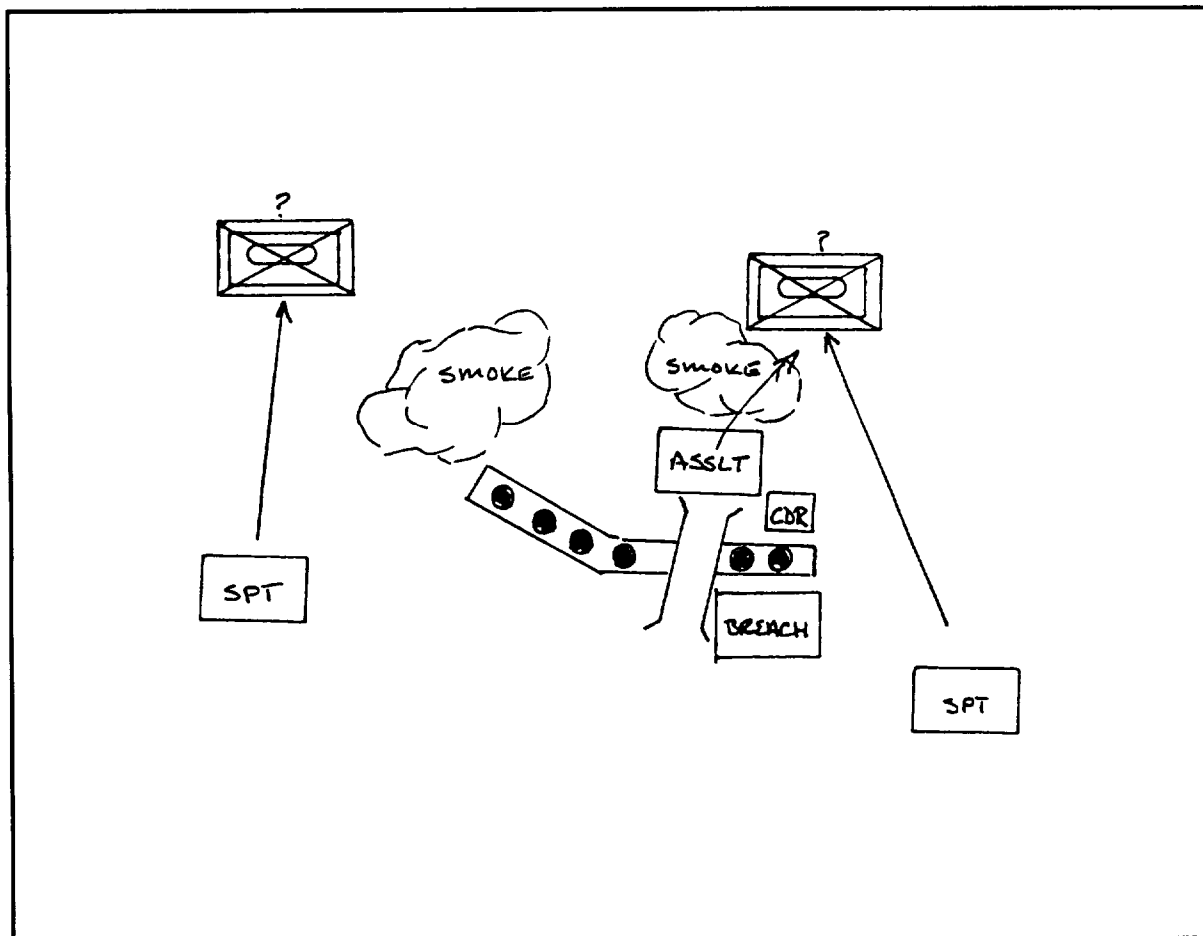 ?
?
SMOKE
SMOKE
ASSLT
CDR
SPT
BREACH
SPT